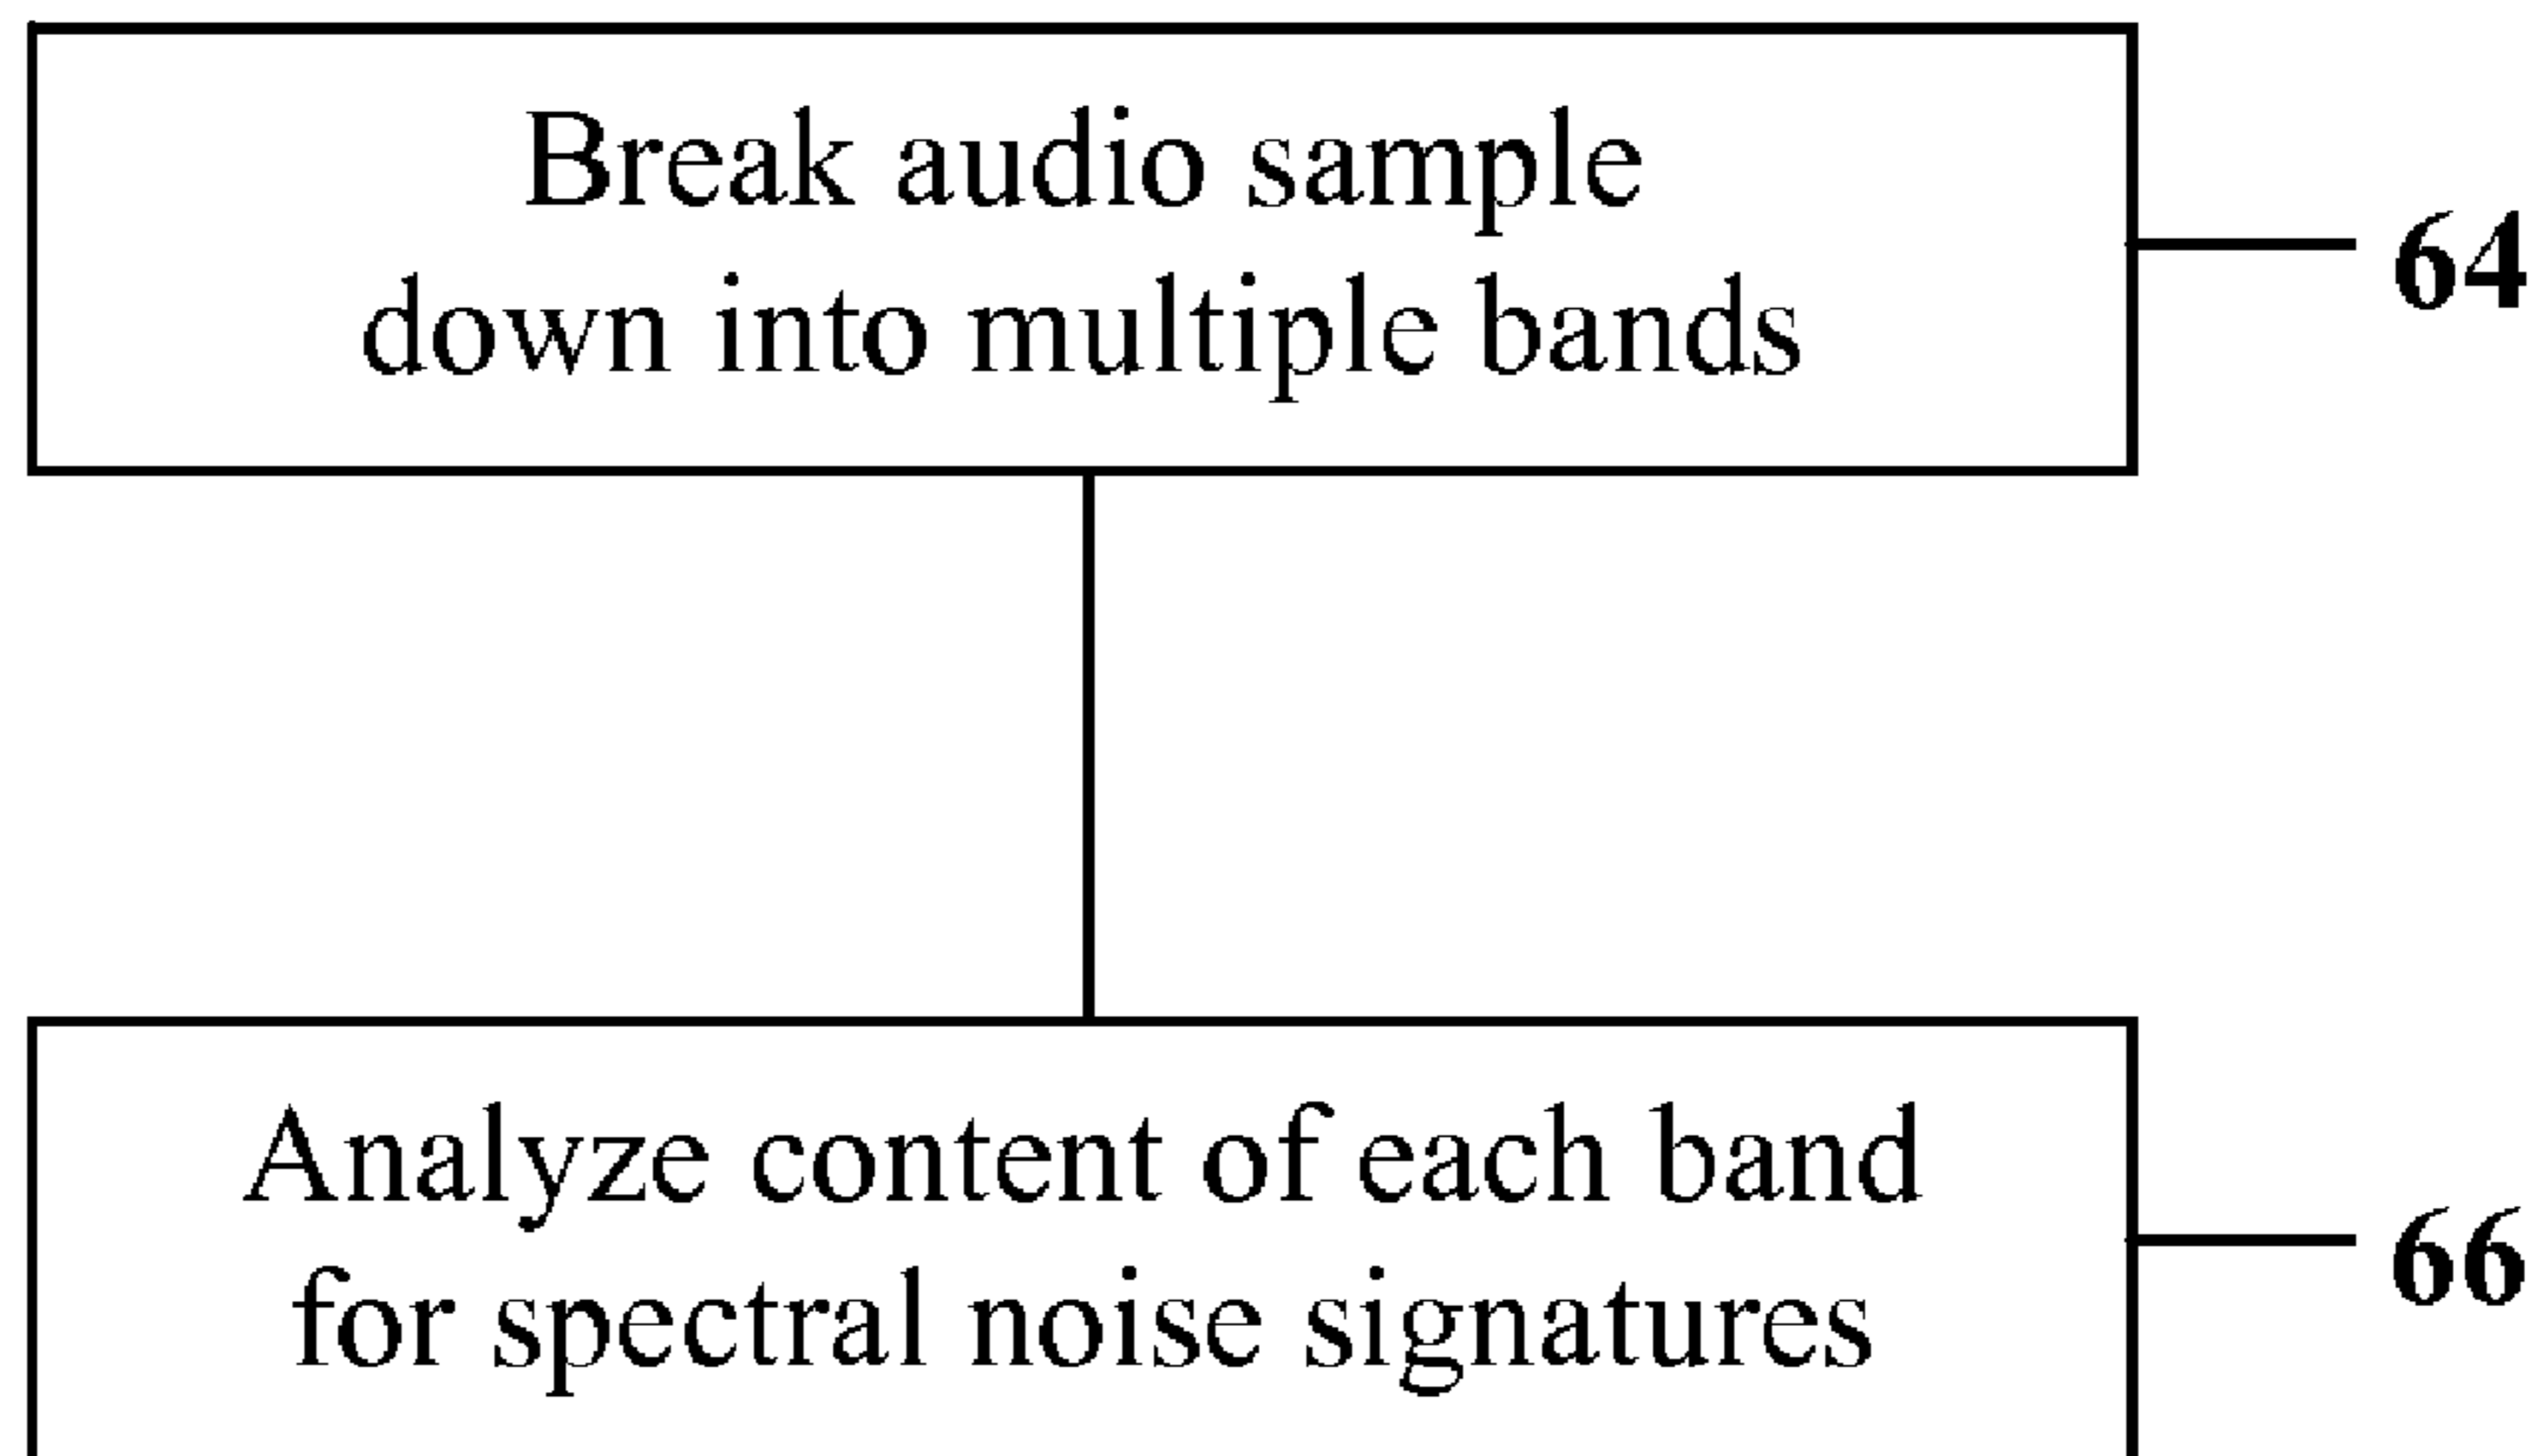 Break audio sample
down into multiple bands
64
Analyze content of each band
for spectral noise signatures
66